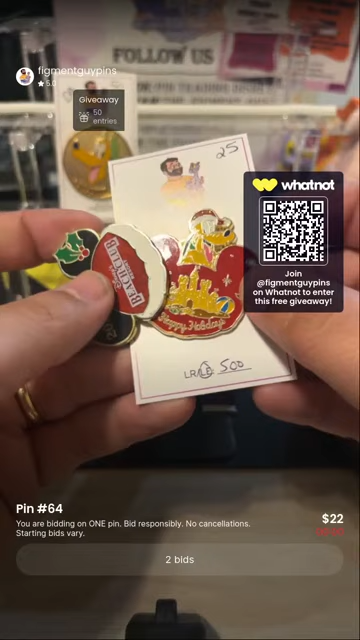 FOLLOW US
figmentguypins
★ 5.0
Giveaway
50
entries
25
whatnot
Join
@figmentguypins
on Whatnot to enter
this free giveaway!
Happy Holidays
LR/LE: 500
Pin #64
$22
You are bidding on ONE pin. Bid responsibly. No cancellations.
Starting bids vary.
2 bids